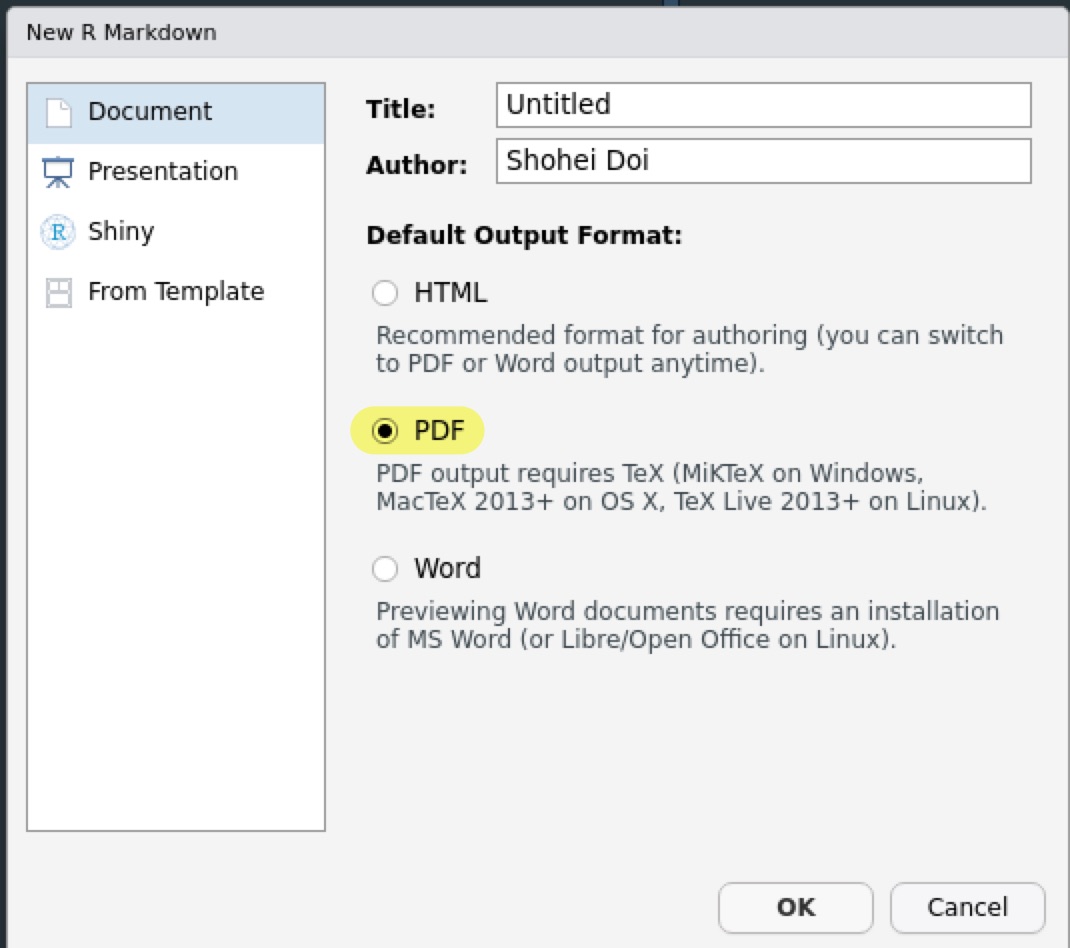 New R Markdown
Document
Presentation
Shiny
From Template
Title: Untitled
Author: Shohei Doi
Default Output Format:
HTML
Recommended format for authoring (you can switch
to PDF or Word output anytime).
PDF
PDF output requires TeX (MiKTeX on Windows,
MacTeX 2013+ on OS X, TeX Live 2013+ on Linux).
Word
Previewing Word documents requires an installation
of MS Word (or Libre/Open Office on Linux).
OK Cancel